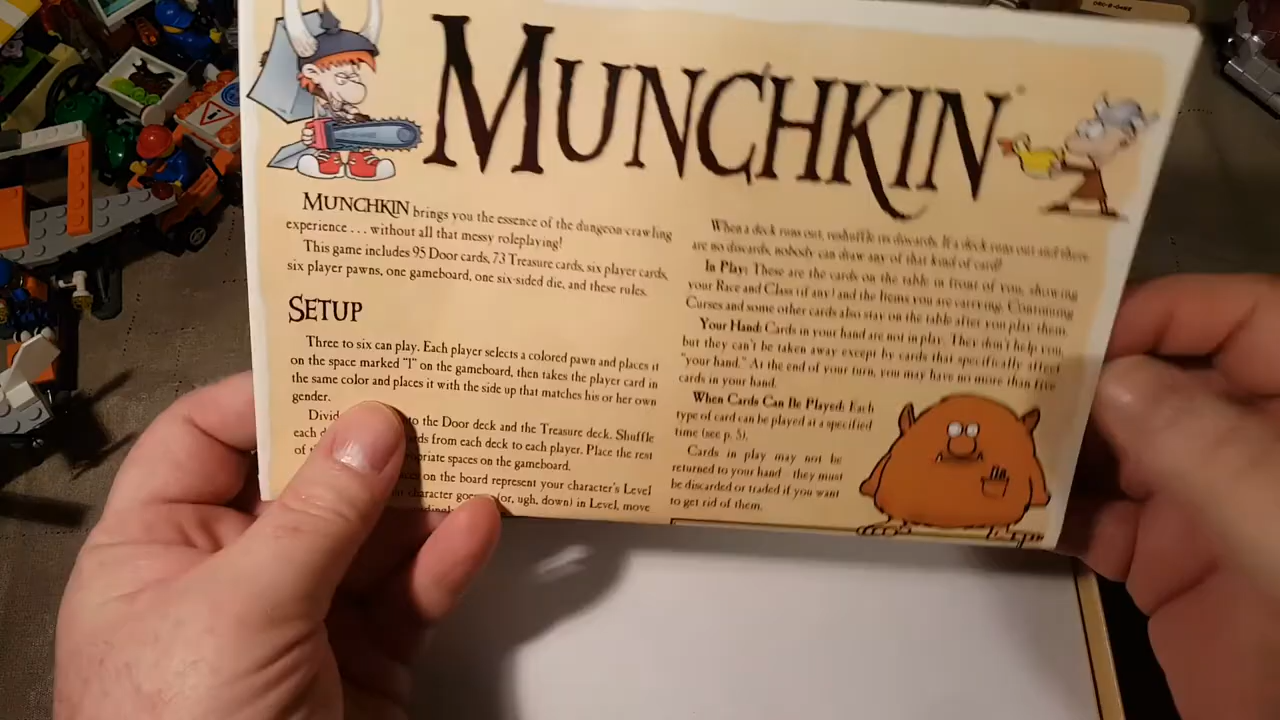 MUNCHKIN
MUNCHKIN brings you the essence of the dungeon-crawling
experience . . . without all that messy roleplaying!
This game includes 95 Door cards, 73 Treasure cards, six player cards,
six player pawns, one gameboard, one six-sided die, and these rules.
SETUP
Three to six can play. Each player selects a colored pawn and places it
on the space marked "1" on the gameboard, then takes the player card in
the same color and places it with the side up that matches his or her own
gender.
to the Door deck and the Treasure deck. Shuffle
each from each deck to each player. Place the rest
of spaces on the gameboard.
on the board represent your character's Level
character (or, ugh, down) in Level, move
When a deck runs out, reshuffle its discards. If a deck runs out and there
are no discards, nobody can draw any of that kind of card!
In Play: These are the cards on the table in front of you, showing
your Race and Class (if any) and the Items you are carrying. Continuing
Curses and some other cards also stay on the table after you play them.
Your Hand: Cards in your hand are not in play. They don't help you,
but they can't be taken away except by cards that specifically affect
"your hand." At the end of your turn, you may have no more than five
cards in your hand.
When Cards Can Be Played: Each
type of card can be played at a specified
time (see p. 5).
Cards in play may not be
returned to your hand – they must
be discarded or traded if you want
to get rid of them.